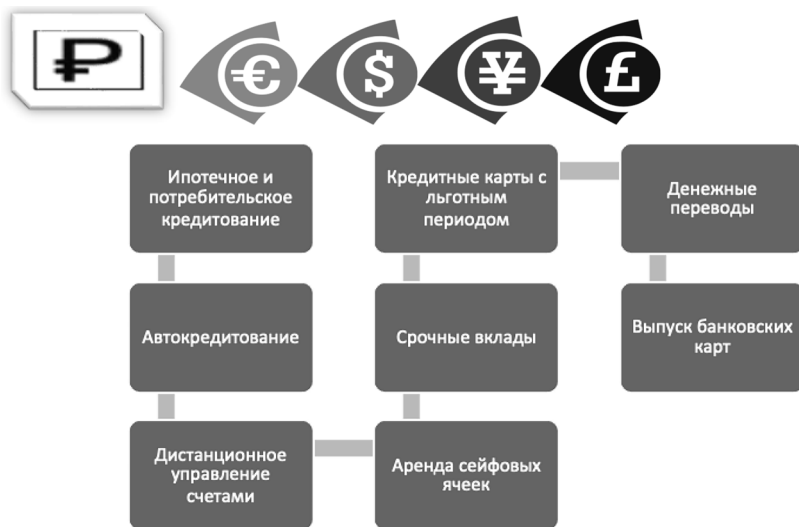 ₽
€
$
¥
£
Ипотечное и
потребительское
кредитование
Автокредитование
Дистанционное
управление
счетами
Аренда сейфовых
ячеек
Срочные вклады
Кредитные карты с
льготным
периодом
Денежные
переводы
Выпуск банковских
карт